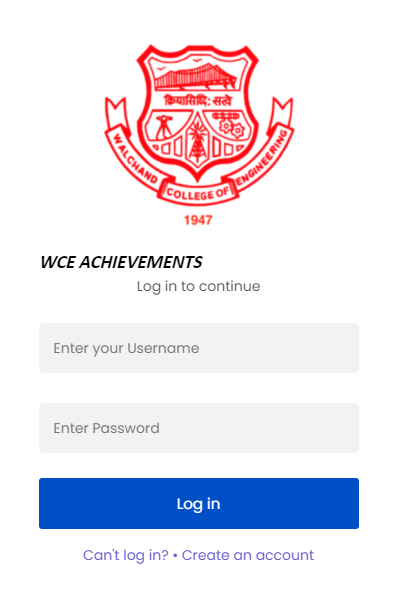 क्रियासिध्दि: सत्वे
WALCHAND COLLEGE OF ENGINEERING
1947
WCE ACHIEVEMENTS
Log in to continue
Enter your Username
Enter Password
Log in
Can't log in? • Create an account